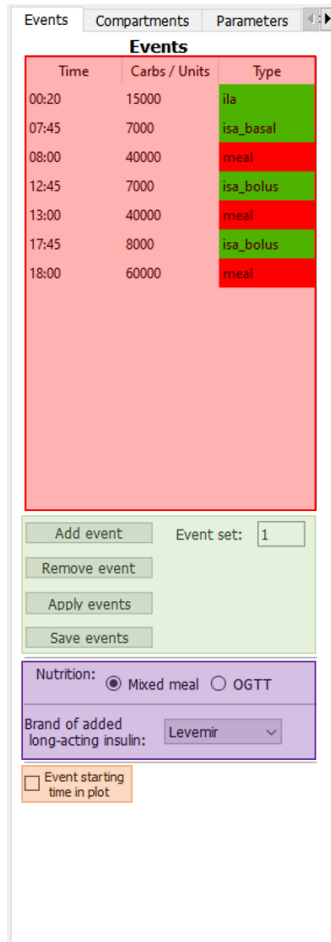 Events Compartments Parameters
Events
Time Carbs / Units Type
00:20 15000 ila
07:45 7000 isa_basal
08:00 40000 meal
12:45 7000 isa_bolus
13:00 40000 meal
17:45 8000 isa_bolus
18:00 60000 meal
Add event Event set: 1
Remove event
Apply events
Save events
Nutrition: Mixed meal OGTT
Brand of added
long-acting insulin: Levemir
Event starting
time in plot